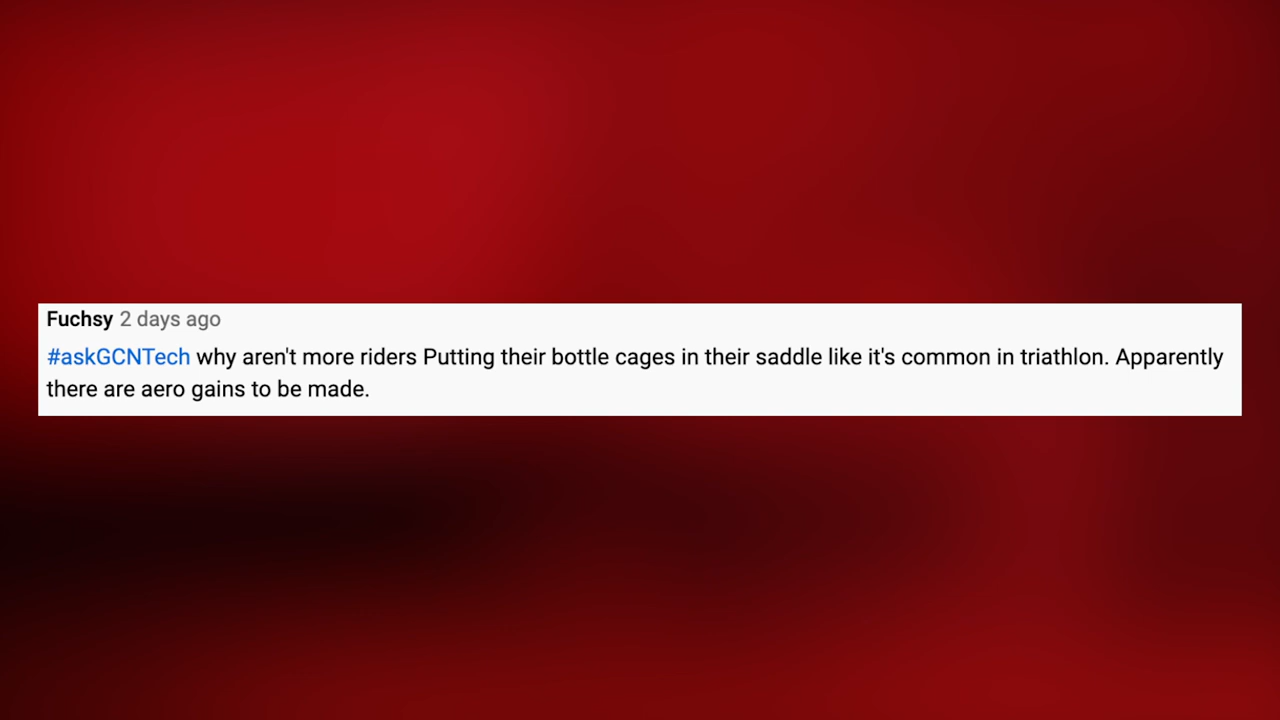 Fuchsy 2 days ago
#askGCNTech why aren't more riders Putting their bottle cages in their saddle like it's common in triathlon. Apparently
there are aero gains to be made.